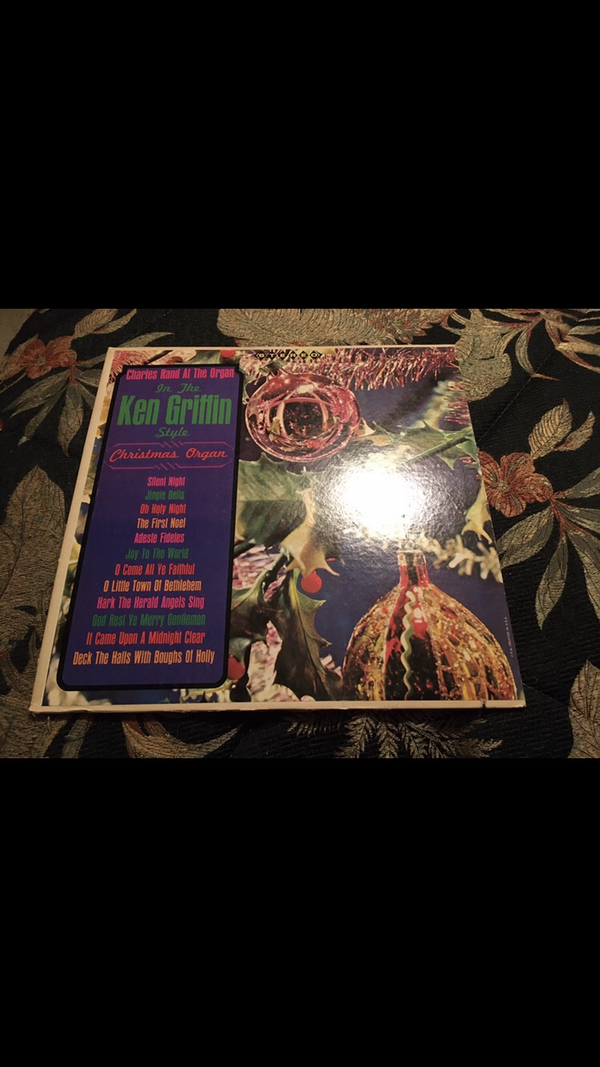 STEREO
Charles Rand At The Organ
In The
Ken Griffin
Style
Christmas Organ
Silent Night
Jingle Bells
Oh Holy Night
The First Noel
Adeste Fideles
Joy To The World
O Come All Ye Faithful
O Little Town Of Bethlehem
Hark The Herald Angels Sing
God Rest Ye Merry Gentlemen
It Came Upon A Midnight Clear
Deck The Halls With Boughs Of Holly